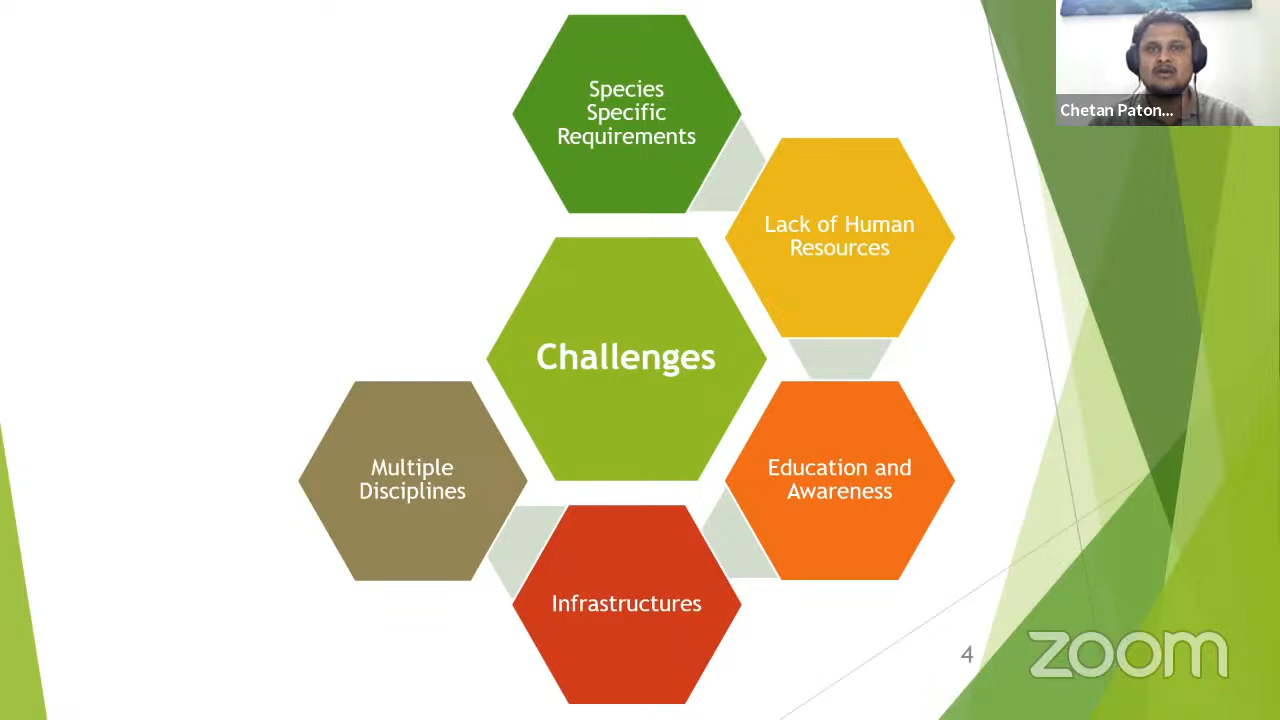 Species
Specific
Requirements
Chetan Paton...
Lack of Human
Resources
Challenges
Multiple
Disciplines
Education and
Awareness
Infrastructures
4
zoom